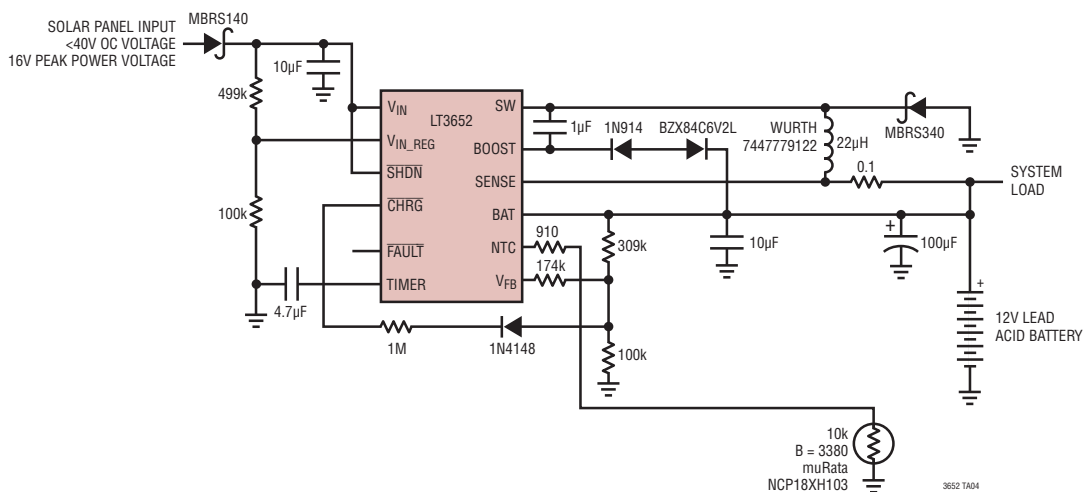 SOLAR PANEL INPUT
<40V OC VOLTAGE
16V PEAK POWER VOLTAGE
MBRS140
10µF
499k
100k
4.7µF
LT3652
VIN
VIN_REG
SHDN
CHRG
FAULT
TIMER
SW
BOOST
SENSE
BAT
NTC
VFB
1µF
1N914
BZX84C6V2L
WURTH
7447779122
22µH
MBRS340
0.1
SYSTEM
LOAD
910
174k
309k
10µF
+
100µF
+
12V LEAD
ACID BATTERY
1M
1N4148
100k
10k
B = 3380
muRata
NCP18XH103
3652 TA04